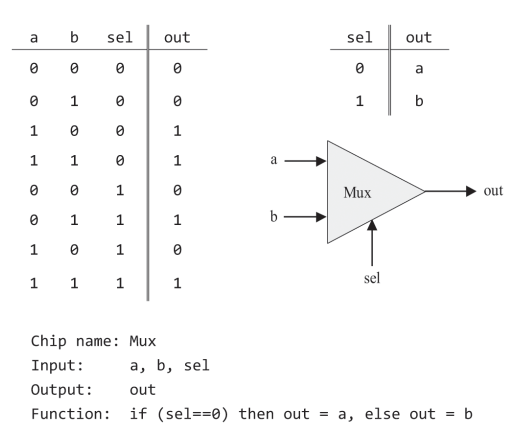 a b sel out
0 0 0 0
0 1 0 0
1 0 0 1
1 1 0 1
0 0 1 0
0 1 1 1
1 0 1 0
1 1 1 1
sel out
0 a
1 b
a
b
Mux
out
sel
Chip name: Mux
Input: a, b, sel
Output: out
Function: if (sel==0) then out = a, else out = b